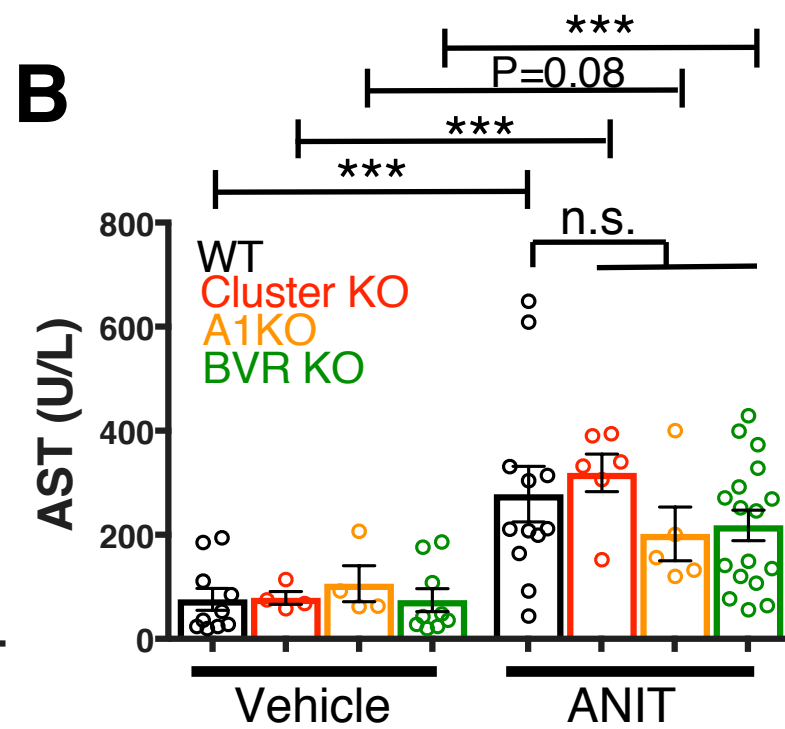 B
***
P=0.08
***
***
n.s.
800
600
400
200
0
AST (U/L)
WT
Cluster KO
A1KO
BVR KO
Vehicle
ANIT